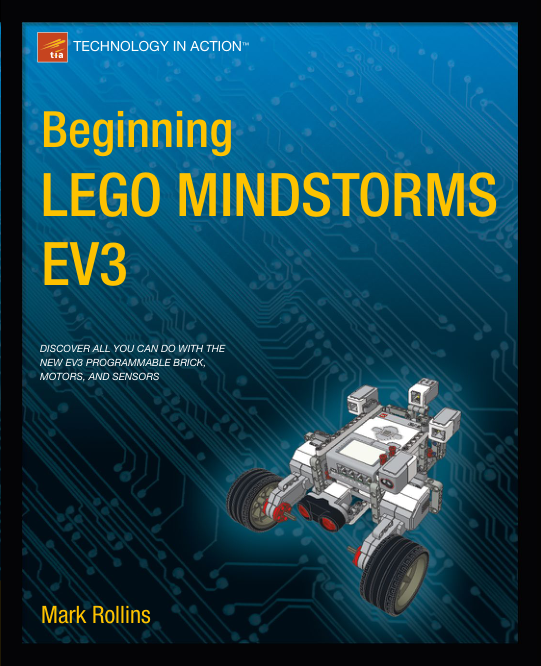 t+a
TECHNOLOGY IN ACTION™
Beginning
LEGO MINDSTORMS
EV3
DISCOVER ALL YOU CAN DO WITH THE
NEW EV3 PROGRAMMABLE BRICK,
MOTORS, AND SENSORS
Mark Rollins